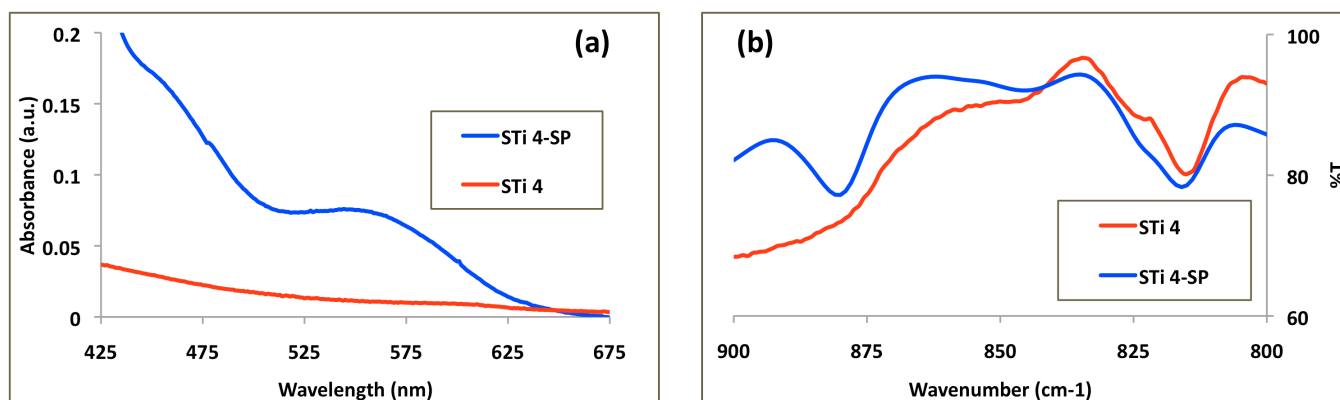 (a)
0.2
0.15
0.1
0.05
0
Absorbance (a.u.)
STi 4-SP
STi 4
425 475 525 575 625 675
Wavelength (nm)
(b)
100
80
60
%T
STi 4
STi 4-SP
900 875 850 825 800
Wavenumber (cm-1)